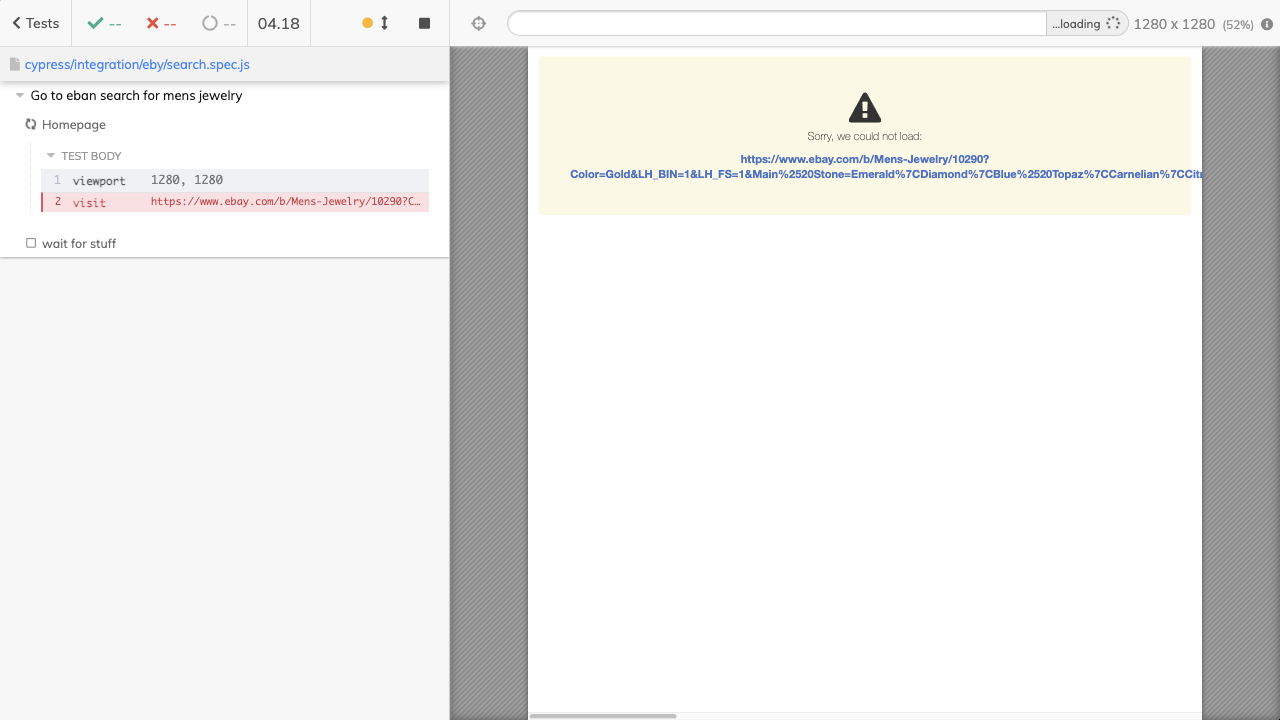 Tests
--
--
--
04.18
...loading
1280 x 1280 (52%)
cypress/integration/eby/search.spec.js
Go to eban search for mens jewelry
Homepage
TEST BODY
1 viewport 1280, 1280
2 visit https://www.ebay.com/b/Mens-Jewelry/10290?C…
wait for stuff
Sorry, we could not load:
https://www.ebay.com/b/Mens-Jewelry/10290?
Color=Gold&LH_BIN=1&LH_FS=1&Main%2520Stone=Emerald%7CDiamond%7CBlue%2520Topaz%7CCarnelian%7CCitr